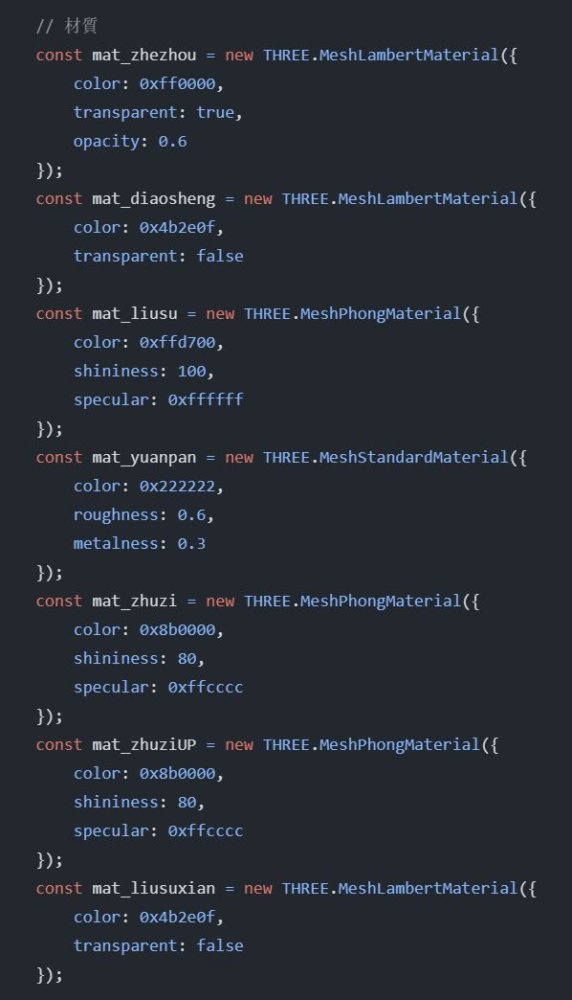 // 材質
const mat_zhezhou = new THREE.MeshLambertMaterial({
    color: 0xff0000,
    transparent: true,
    opacity: 0.6
});
const mat_diaosheng = new THREE.MeshLambertMaterial({
    color: 0x4b2e0f,
    transparent: false
});
const mat_liusu = new THREE.MeshPhongMaterial({
    color: 0xffd700,
    shininess: 100,
    specular: 0xffffff
});
const mat_yuanpan = new THREE.MeshStandardMaterial({
    color: 0x222222,
    roughness: 0.6,
    metalness: 0.3
});
const mat_zhuzi = new THREE.MeshPhongMaterial({
    color: 0x8b0000,
    shininess: 80,
    specular: 0xffcccc
});
const mat_zhuziUP = new THREE.MeshPhongMaterial({
    color: 0x8b0000,
    shininess: 80,
    specular: 0xffcccc
});
const mat_liusuxian = new THREE.MeshLambertMaterial({
    color: 0x4b2e0f,
    transparent: false
});